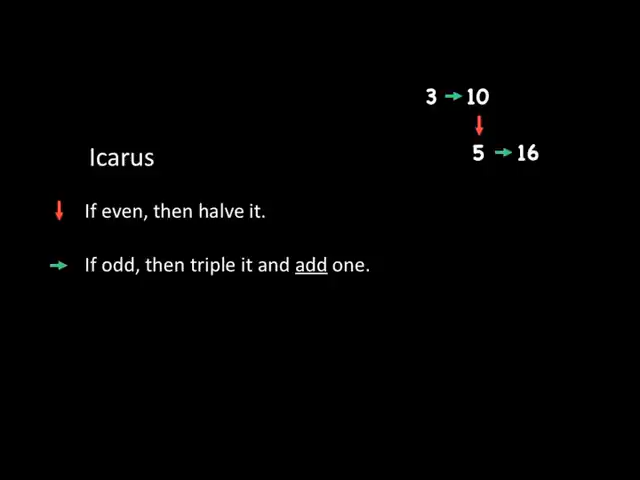 3 → 10
5 → 16
Icarus
If even, then halve it.
If odd, then triple it and add one.